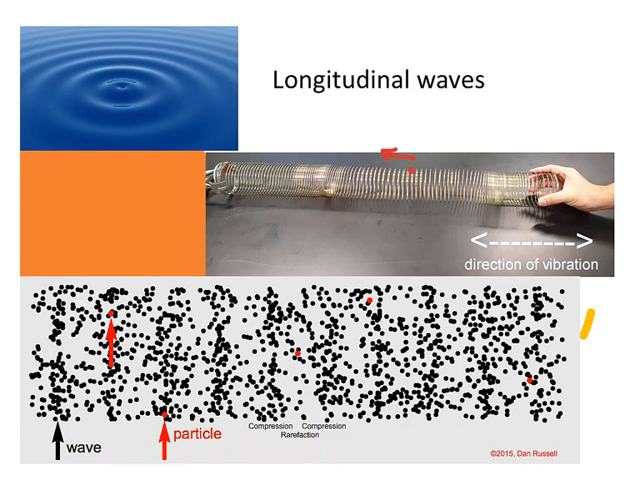 Longitudinal waves
<------->
direction of vibration
Compression Compression
Rarefaction
wave
particle
©2015, Dan Russell